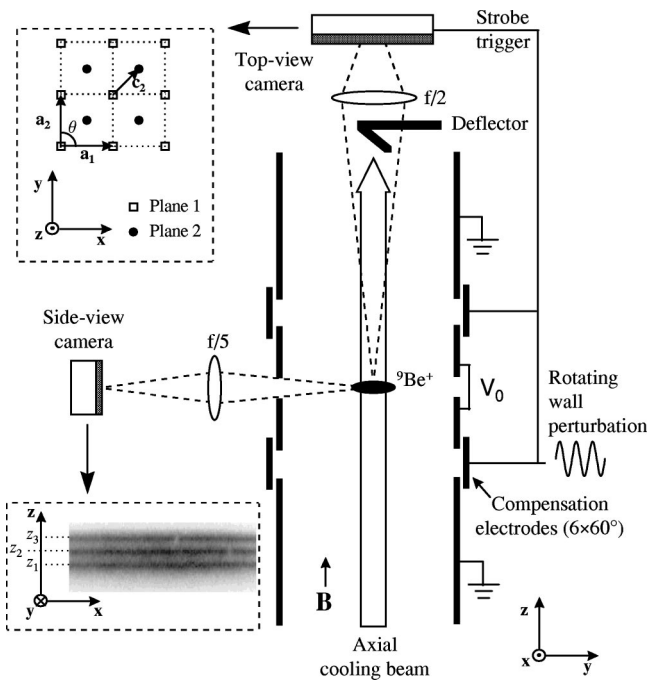 Strobe
trigger
Top-view
camera
f/2
Deflector
a₂
θ
a₁
c₂
y
z
x
Plane 1
Plane 2
Side-view
camera
f/5
⁹Be⁺
V₀
Rotating
wall
perturbation
Compensation
electrodes (6×60°)
z
z₃
z₂
z₁
y
x
B
Axial
cooling beam
z
x
y